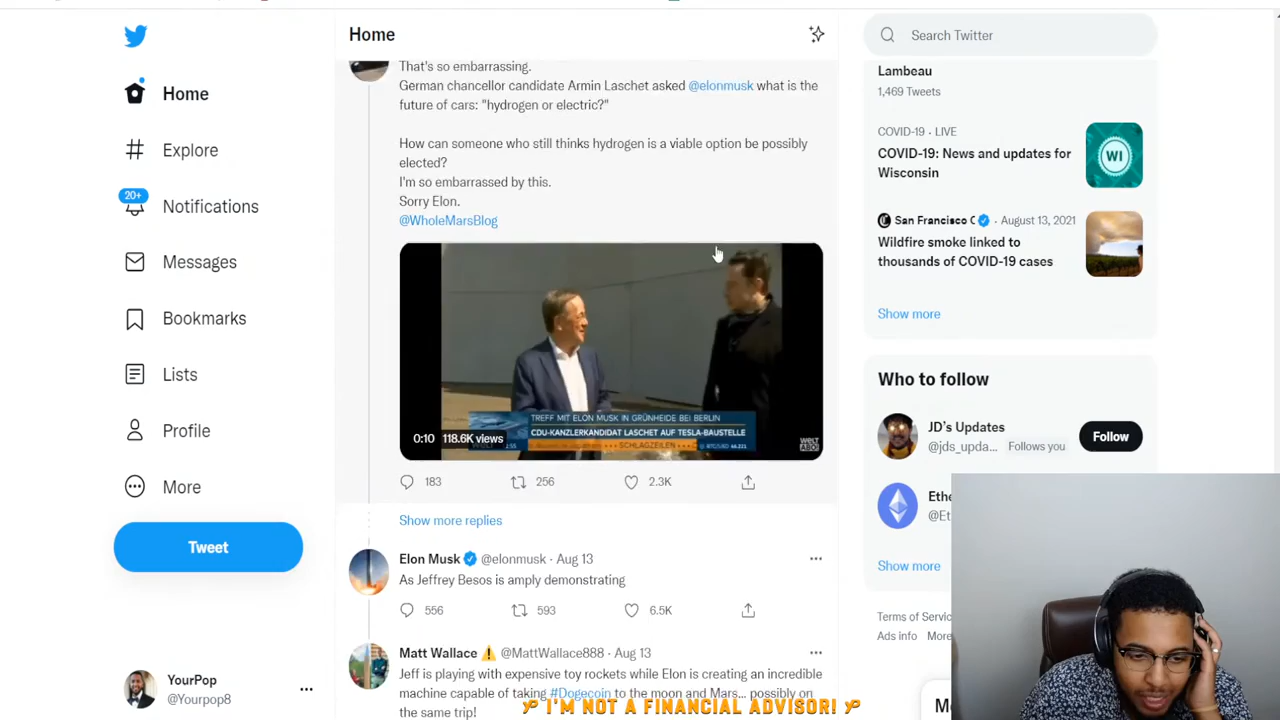 Home
Search Twitter
Home
Explore
20+
Notifications
Messages
Bookmarks
Lists
Profile
More
Tweet
YourPop
@Yourpop8
That's so embarrassing.
German chancellor candidate Armin Laschet asked @elonmusk what is the
future of cars: "hydrogen or electric?"
How can someone who still thinks hydrogen is a viable option be possibly
elected?
I'm so embarrassed by this.
Sorry Elon.
@WholeMarsBlog
TREFF MIT ELON MUSK IN GRÜNHEIDE BEI BERLIN
CDU-KANZLERKANDIDAT LASCHET AUF TESLA-BAUSTELLE
SCHLAGZEILEN
0:10 118.6K views
183 256 2.3K
Show more replies
Elon Musk @elonmusk · Aug 13
As Jeffrey Besos is amply demonstrating
556 593 6.5K
Matt Wallace @MattWallace888 · Aug 13
Jeff is playing with expensive toy rockets while Elon is creating an incredible
machine capable of taking #Dogecoin to the moon and Mars... possibly on
the same trip!
I'M NOT A FINANCIAL ADVISOR!
Lambeau
1,469 Tweets
COVID-19 · LIVE
COVID-19: News and updates for
Wisconsin
WI
San Francisco C · August 13, 2021
Wildfire smoke linked to
thousands of COVID-19 cases
Show more
Who to follow
JD's Updates
@jds_upda... Follows you
Follow
Ethe
@Et
Show more
Terms of Servic
Ads info More